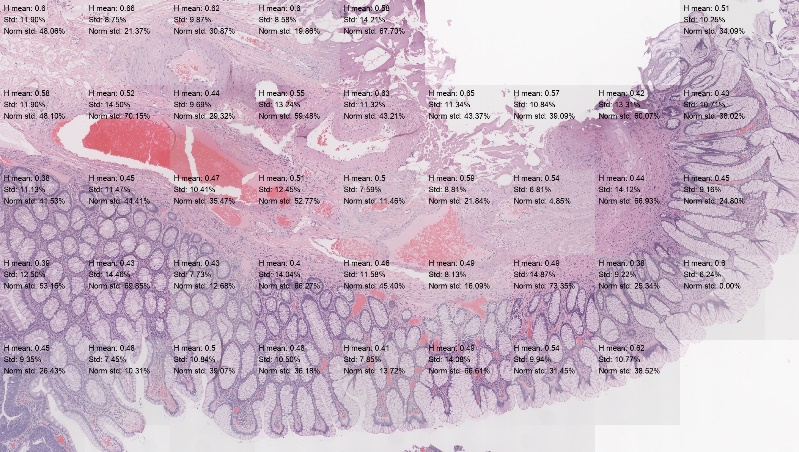 H mean: 0.6
Std: 11.90%
Norm std: 48.06%
H mean: 0.66
Std: 8.75%
Norm std: 21.37%
H mean: 0.62
Std: 9.87%
Norm std: 30.87%
H mean: 0.6
Std: 8.58%
Norm std: 19.86%
H mean: 0.58
Std: 14.21%
Norm std: 67.70%
H mean: 0.51
Std: 10.25%
Norm std: 34.09%
H mean: 0.58
Std: 11.90%
Norm std: 48.10%
H mean: 0.52
Std: 14.50%
Norm std: 70.15%
H mean: 0.44
Std: 9.69%
Norm std: 29.32%
H mean: 0.55
Std: 13.24%
Norm std: 59.48%
H mean: 0.63
Std: 11.32%
Norm std: 43.21%
H mean: 0.65
Std: 11.34%
Norm std: 43.37%
H mean: 0.57
Std: 10.84%
Norm std: 39.09%
H mean: 0.42
Std: 13.31%
Norm std: 60.07%
H mean: 0.43
Std: 10.71%
Norm std: 38.02%
H mean: 0.38
Std: 11.13%
Norm std: 41.53%
H mean: 0.45
Std: 11.47%
Norm std: 44.41%
H mean: 0.47
Std: 10.41%
Norm std: 35.47%
H mean: 0.51
Std: 12.45%
Norm std: 52.77%
H mean: 0.5
Std: 7.59%
Norm std: 11.46%
H mean: 0.59
Std: 8.81%
Norm std: 21.84%
H mean: 0.54
Std: 6.81%
Norm std: 4.85%
H mean: 0.44
Std: 14.12%
Norm std: 66.93%
H mean: 0.45
Std: 9.16%
Norm std: 24.80%
H mean: 0.39
Std: 12.50%
Norm std: 53.16%
H mean: 0.43
Std: 14.46%
Norm std: 69.85%
H mean: 0.43
Std: 7.73%
Norm std: 12.68%
H mean: 0.4
Std: 14.04%
Norm std: 66.27%
H mean: 0.46
Std: 11.58%
Norm std: 45.40%
H mean: 0.49
Std: 8.13%
Norm std: 16.09%
H mean: 0.49
Std: 14.87%
Norm std: 73.35%
H mean: 0.38
Std: 9.22%
Norm std: 25.34%
H mean: 0.6
Std: 6.24%
Norm std: 0.00%
H mean: 0.45
Std: 9.35%
Norm std: 26.43%
H mean: 0.48
Std: 7.45%
Norm std: 10.31%
H mean: 0.5
Std: 10.84%
Norm std: 39.07%
H mean: 0.48
Std: 10.50%
Norm std: 36.18%
H mean: 0.41
Std: 7.85%
Norm std: 13.72%
H mean: 0.49
Std: 14.08%
Norm std: 66.61%
H mean: 0.54
Std: 9.94%
Norm std: 31.45%
H mean: 0.62
Std: 10.77%
Norm std: 38.52%